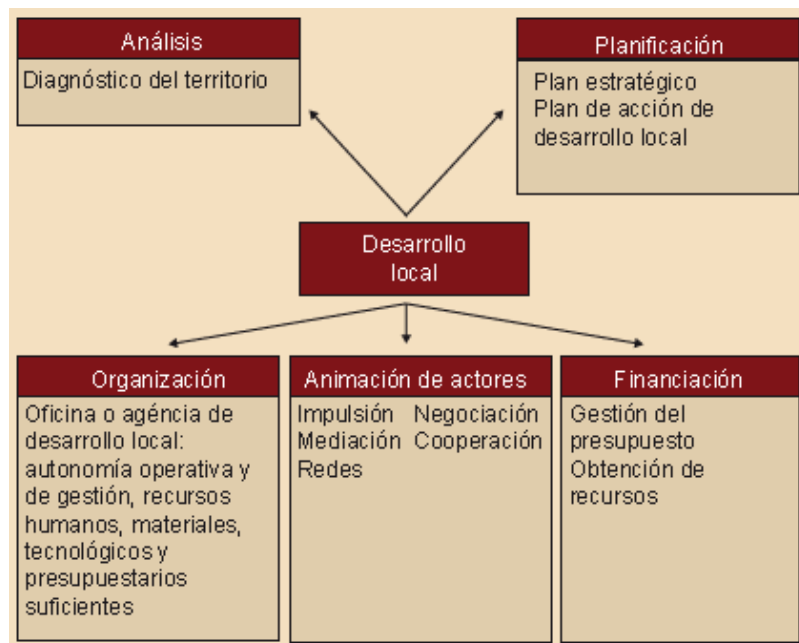 Análisis
Diagnóstico del territorio
Planificación
Plan estratégico
Plan de acción de
desarrollo local
Desarrollo
local
Organización
Oficina o agéncia de
desarrollo local:
autonomía operativa y
de gestión, recursos
humanos, materiales,
tecnológicos y
presupuestarios
suficientes
Animación de actores
Impulsión Negociación
Mediación Cooperación
Redes
Financiación
Gestión del
presupuesto
Obtención de
recursos